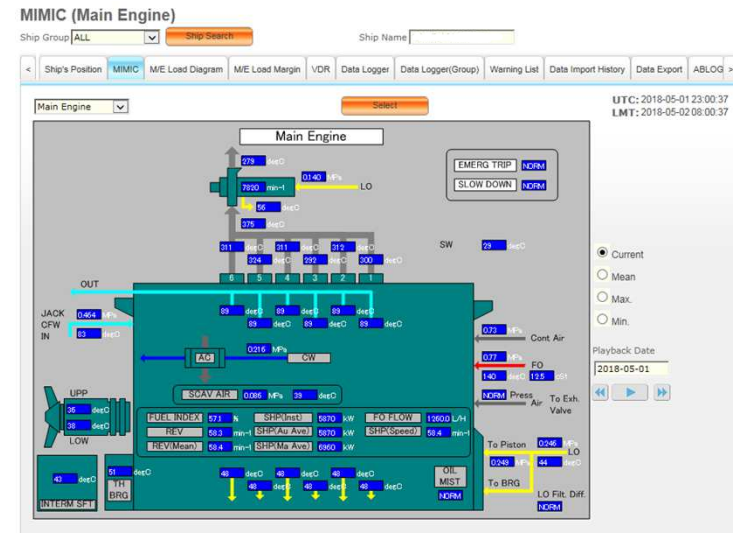 MIMIC (Main Engine)
Ship Group ALL Ship Search Ship Name
< Ship's Position MIMIC M/E Load Diagram M/E Load Margin VDR Data Logger Data Logger(Group) Warning List Data Import History Data Export ABLOG >
Main Engine Select
UTC: 2018-05-01 23:00:37
LMT: 2018-05-02 08:00:37
Main Engine
279 degC
EMERG TRIP NORM
0.140 MPa
7820 min-1 LO
SLOW DOWN NORM
56 degC
375 degC
311 degC 311 degC 312 degC SW 29 degC
324 degC 292 degC 300 degC
6 5 4 3 2 1
OUT
JACK 0.464 MPa
CFW
IN 83 degC
89 degC 89 degC 89 degC
89 degC 89 degC 89 degC
0.73 MPa
Cont Air
0.216 MPa
AC CW
0.77 MPa
FO
140 degC 12.5 cSt
SCAV AIR 0.086 MPa 39 degC
NORM Press
Air To Exh.
Valve
UPP
36 degC
38 degC
LOW
FUEL INDEX 57.1 % SHP(Inst) 5870 kW FO FLOW 1260.0 L/H
REV 58.3 min-1 SHP(Au Ave) 5870 kW SHP(Speed) 58.4 min-1
REV(Mean) 58.4 min-1 SHP(Ma Ave) 6960 kW
To Piston 0.246 MPa
LO
0.249 MPa 44 degC
To BRG
43 degC
INTERM SFT
51 degC
TH
BRG
48 degC 48 degC 48 degC
48 degC 48 degC 48 degC
OIL
MIST
NORM
LO Filt. Diff.
NORM
Current
Mean
Max.
Min.
Playback Date
2018-05-01